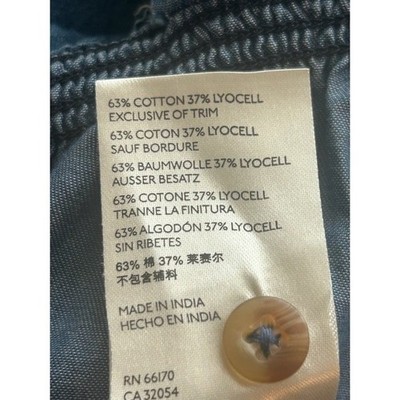 63% COTTON 37% LYOCELL
EXCLUSIVE OF TRIM
63% COTON 37% LYOCELL
SAUF BORDURE
63% BAUMWOLLE 37% LYOCELL
AUSSER BESATZ
63% COTONE 37% LYOCELL
TRANNE LA FINITURA
63% ALGODÓN 37% LYOCELL
SIN RIBETES
63% 棉 37% 莱赛尔
不包含辅料
MADE IN INDIA
HECHO EN INDIA
RN 66170
CA 32054